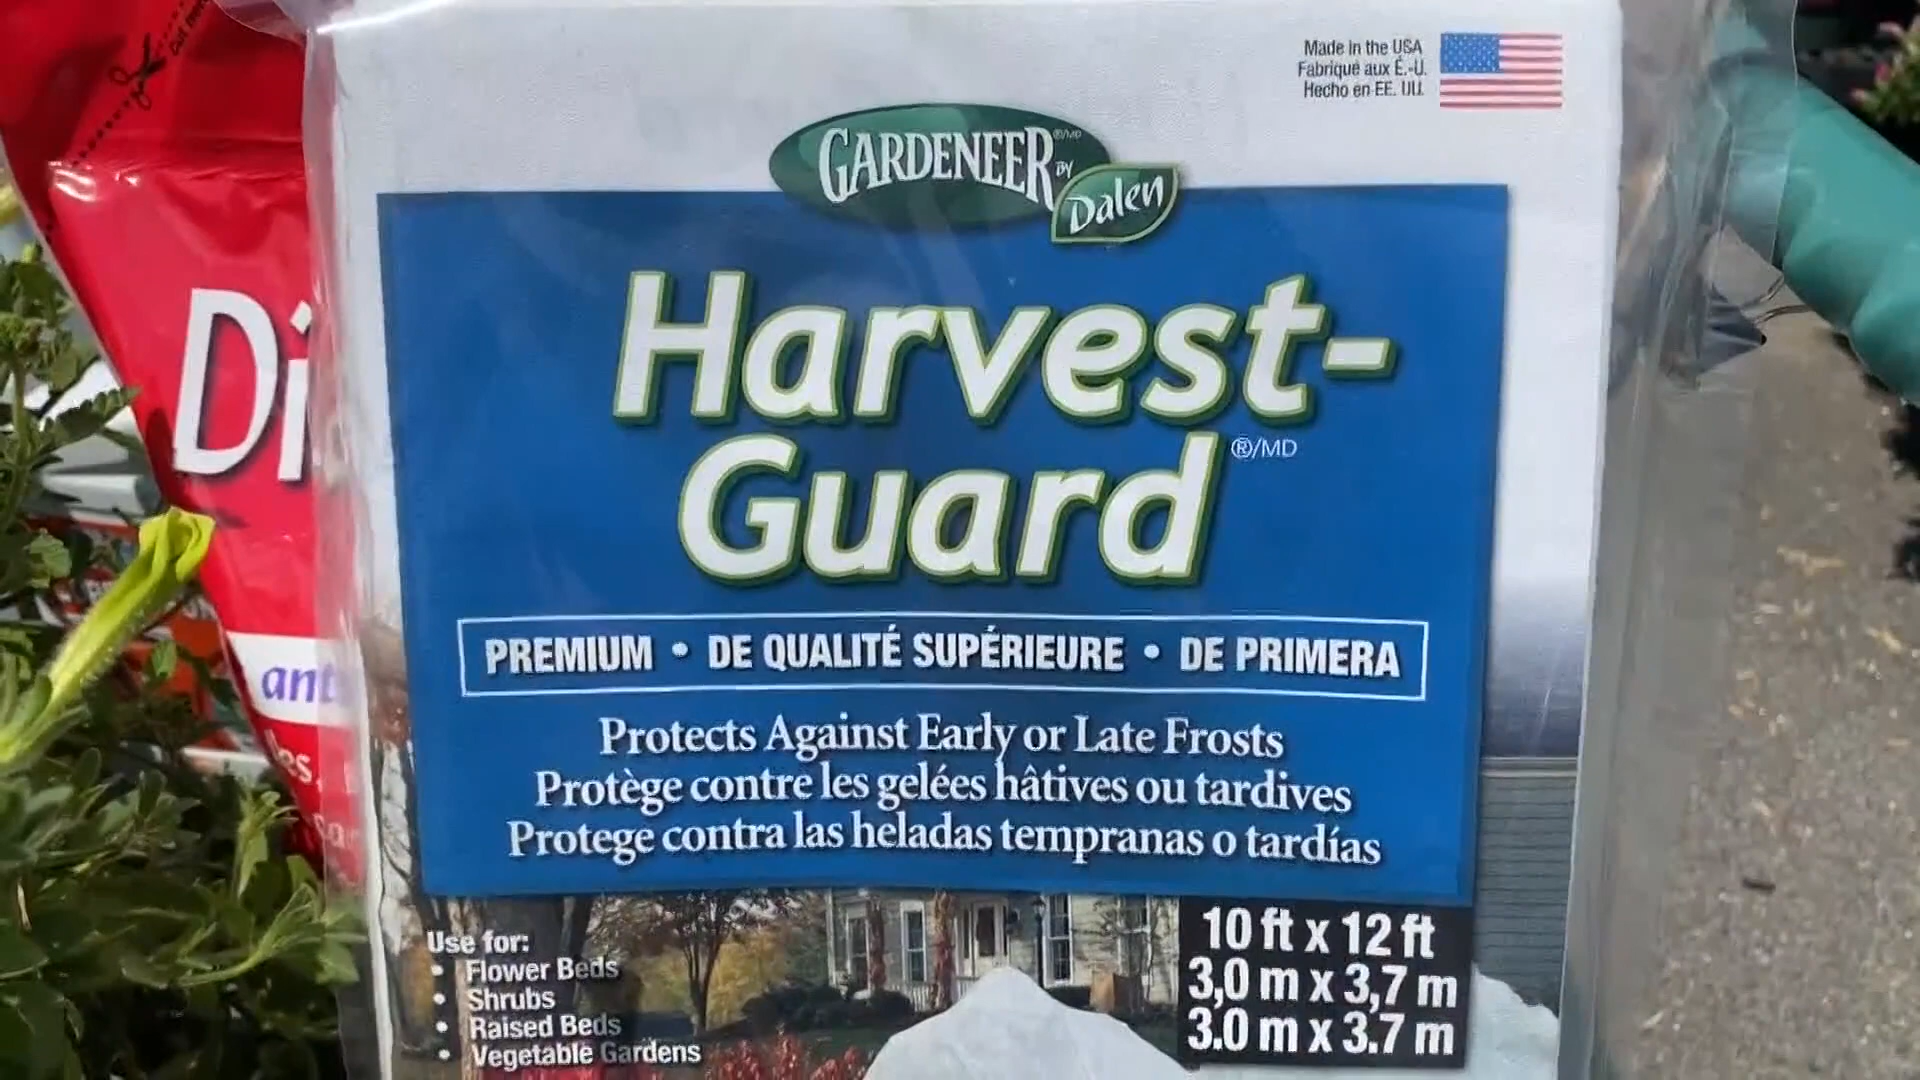 Made in the USA
Fabriqué aux É.-U.
Hecho en EE. UU.
GARDENEER ®/MD BY
Dalen
Harvest-
Guard ®/MD
PREMIUM • DE QUALITÉ SUPÉRIEURE • DE PRIMERA
Protects Against Early or Late Frosts
Protège contre les gelées hâtives ou tardives
Protege contra las heladas tempranas o tardías
Use for:
• Flower Beds
• Shrubs
• Raised Beds
• Vegetable Gardens
10 ft x 12 ft
3,0 m x 3,7 m
3.0 m x 3.7 m
Di
ant